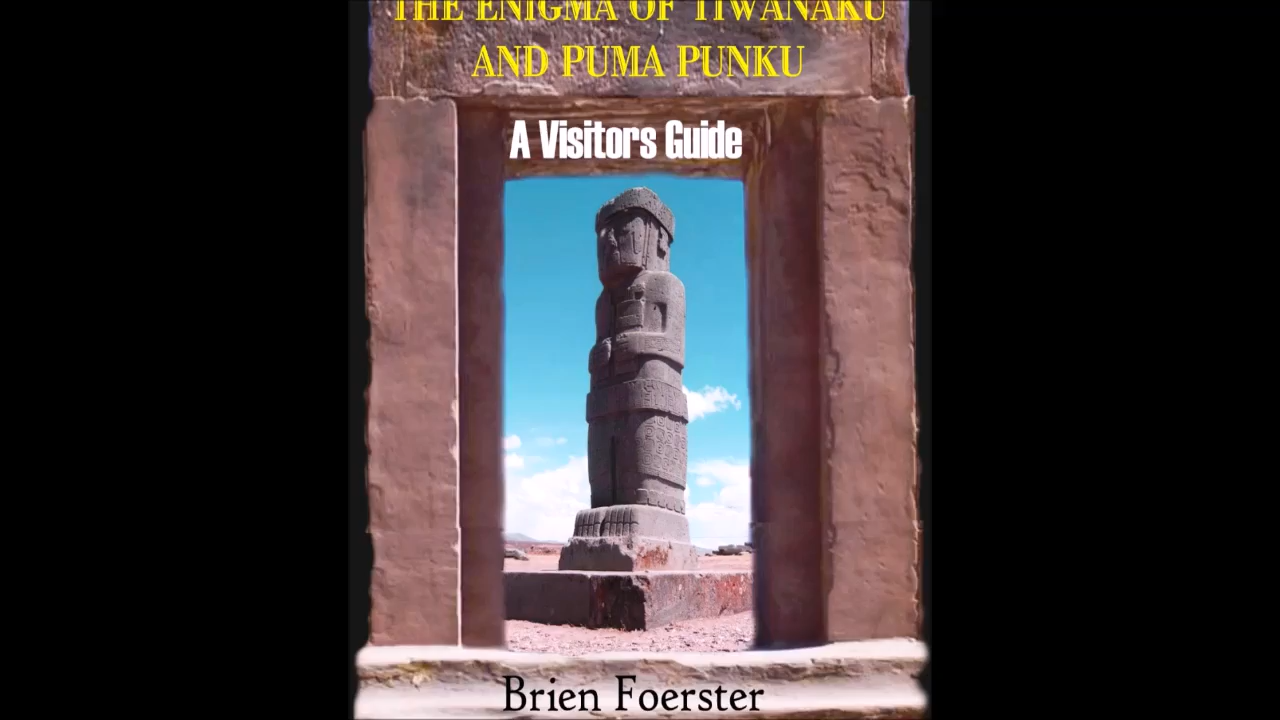 THE ENIGMA OF TIWANAKU
AND PUMA PUNKU
A Visitors Guide
Brien Foerster